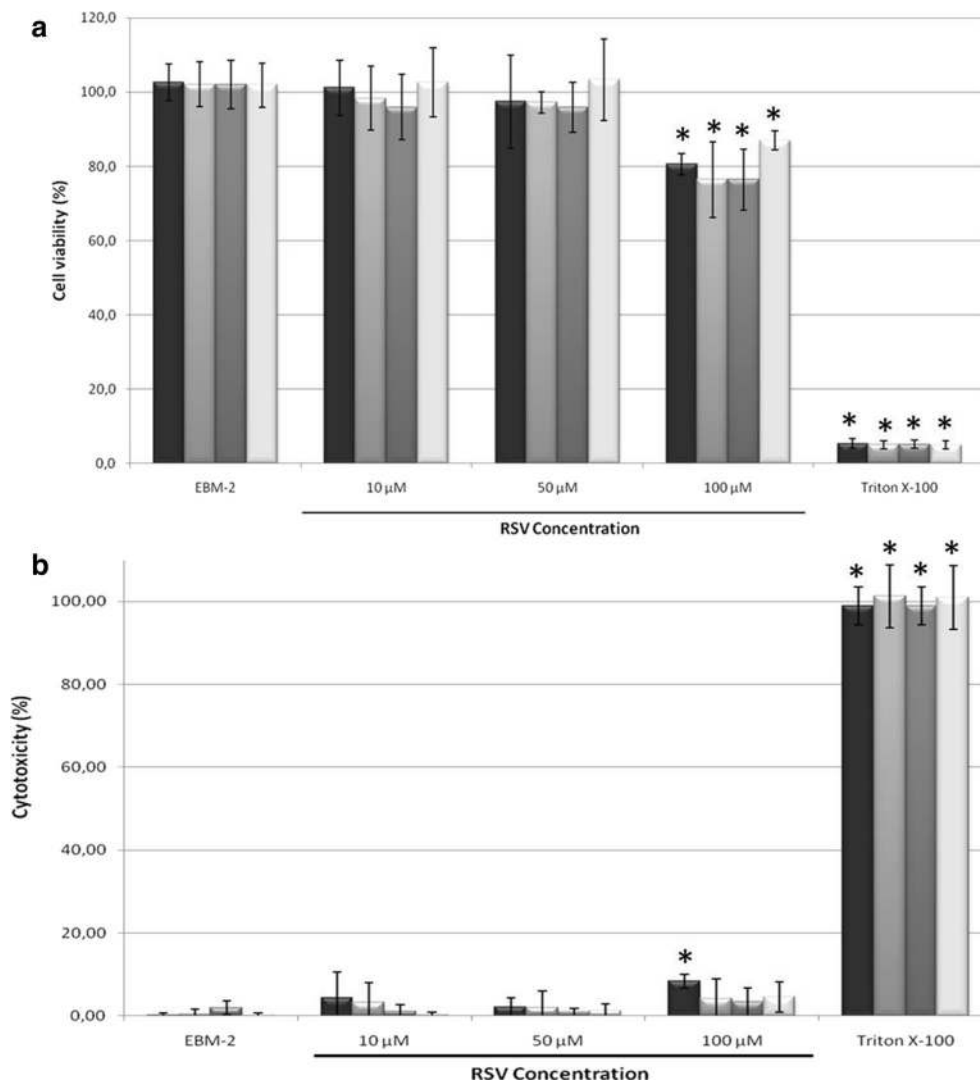 a
120,0
100,0
80,0
60,0
40,0
20,0
0,0
Cell viability (%)
* * * *
* * * *
EBM-2 10 µM 50 µM 100 µM Triton X-100
RSV Concentration
b
100,00
80,00
60,00
40,00
20,00
0,00
Cytotoxicity (%)
* * * *
*
EBM-2 10 µM 50 µM 100 µM Triton X-100
RSV Concentration